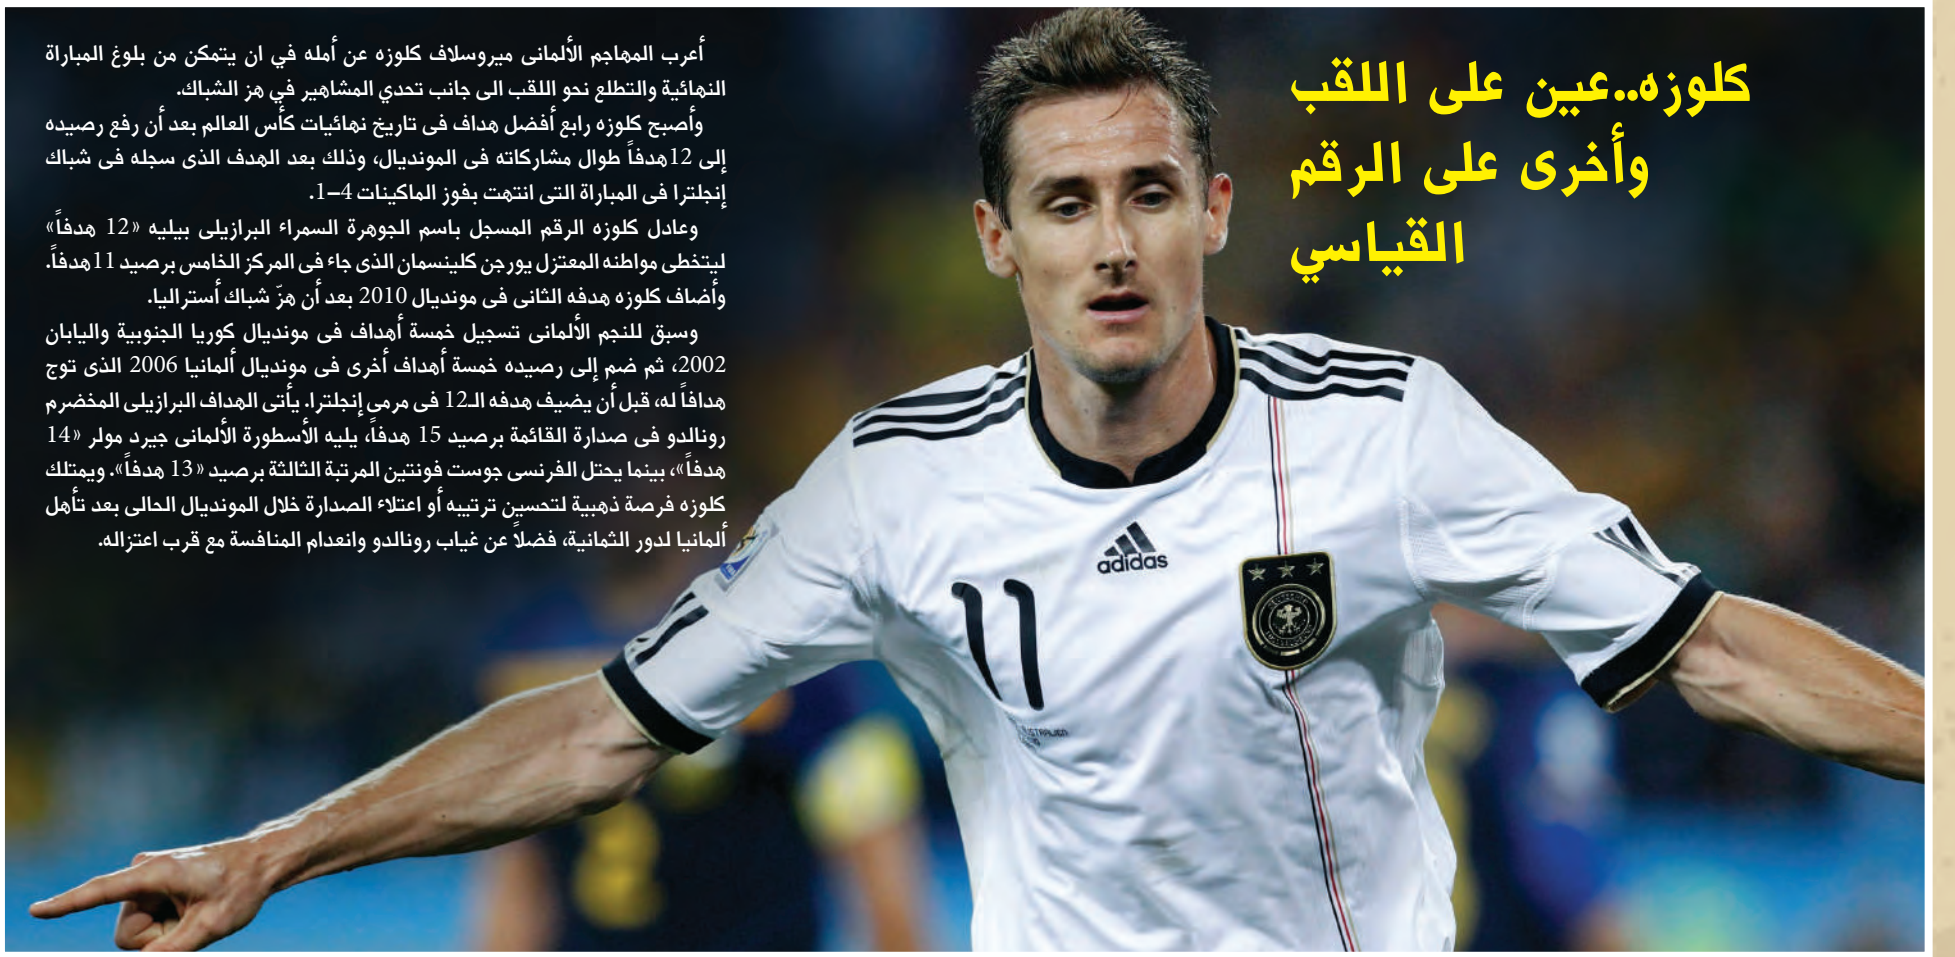 كلوزه..عين على اللقب
وأخرى على الرقم
القياسي
أعرب المهاجم الألمانى ميروسلاف كلوزه عن أمله في ان يتمكن من بلوغ المباراة
النهائية والتطلع نحو اللقب الى جانب تحدي المشاهير في هز الشباك.
وأصبح كلوزه رابع أفضل هداف فى تاريخ نهائيات كأس العالم بعد أن رفع رصيده
إلى 12هدفاً طوال مشاركاته فى المونديال، وذلك بعد الهدف الذى سجله فى شباك
إنجلترا فى المباراة التى انتهت بفوز الماكينات 4–1.
وعادل كلوزه الرقم المسجل باسم الجوهرة السمراء البرازيلى بيليه «12 هدفاً»
ليتخطى مواطنه المعتزل يورجن كلينسمان الذى جاء فى المركز الخامس برصيد 11هدفاً.
وأضاف كلوزه هدفه الثانى فى مونديال 2010 بعد أن هزّ شباك أستراليا.
وسبق للنجم الألمانى تسجيل خمسة أهداف فى مونديال كوريا الجنوبية واليابان
2002، ثم ضم إلى رصيده خمسة أهداف أخرى فى مونديال ألمانيا 2006 الذى توج
هدافاً له، قبل أن يضيف هدفه الـ12 فى مرمى إنجلترا. يأتى الهداف البرازيلى المخضرم
رونالدو فى صدارة القائمة برصيد 15 هدفاً، يليه الأسطورة الألمانى جيرد مولر «14
هدفاً»، بينما يحتل الفرنسى جوست فونتين المرتبة الثالثة برصيد «13 هدفاً». ويمتلك
كلوزه فرصة ذهبية لتحسين ترتيبه أو اعتلاء الصدارة خلال المونديال الحالى بعد تأهل
ألمانيا لدور الثمانية، فضلاً عن غياب رونالدو وانعدام المنافسة مع قرب اعتزاله.
adidas
11